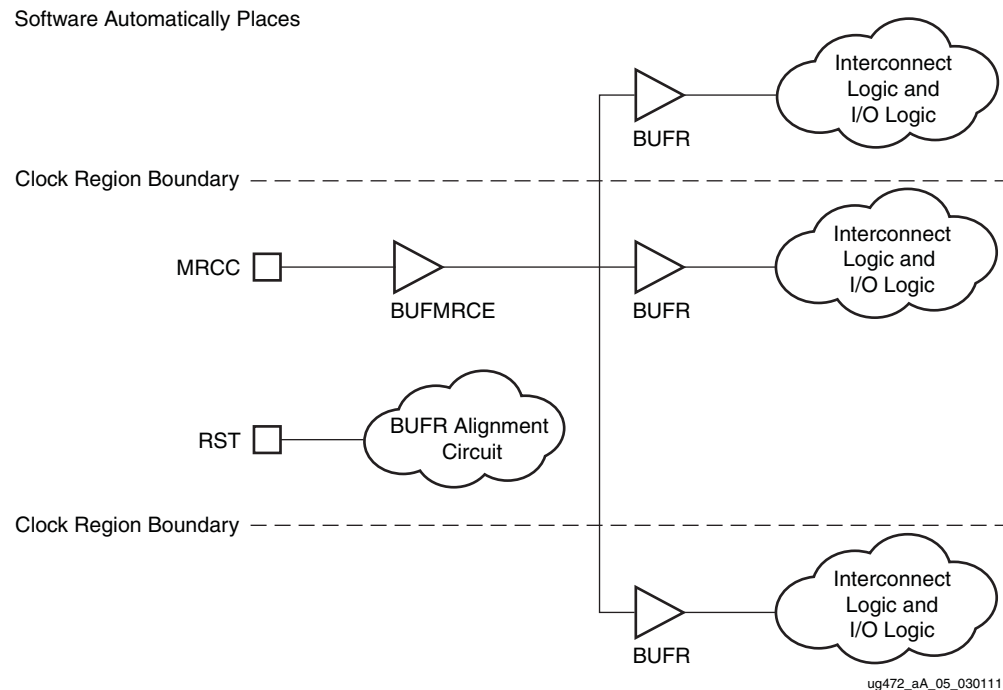 Software Automatically Places
Interconnect
Logic and
I/O Logic
BUFR
Clock Region Boundary
Interconnect
Logic and
I/O Logic
MRCC
BUFMRCE
BUFR
RST
BUFR Alignment
Circuit
Clock Region Boundary
Interconnect
Logic and
I/O Logic
BUFR
ug472_aA_05_030111